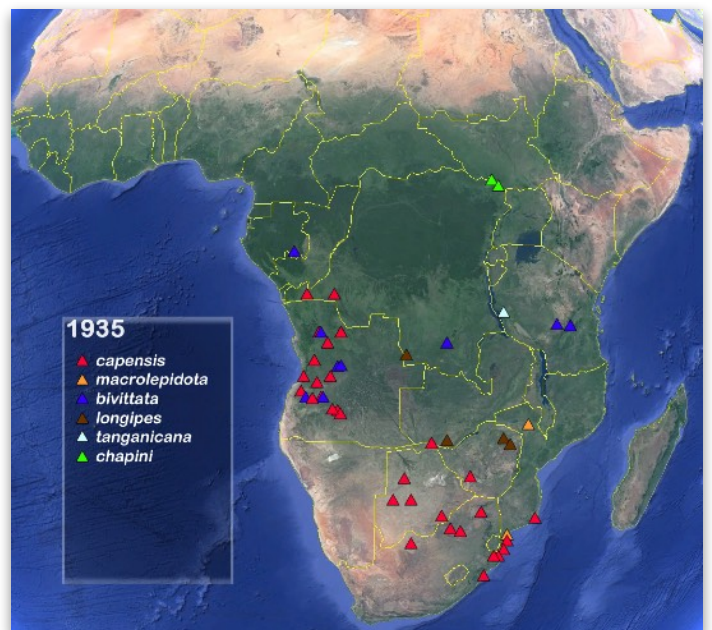 1935
capensis
macrolepidota
bivittata
longipes
tanganicana
chapini